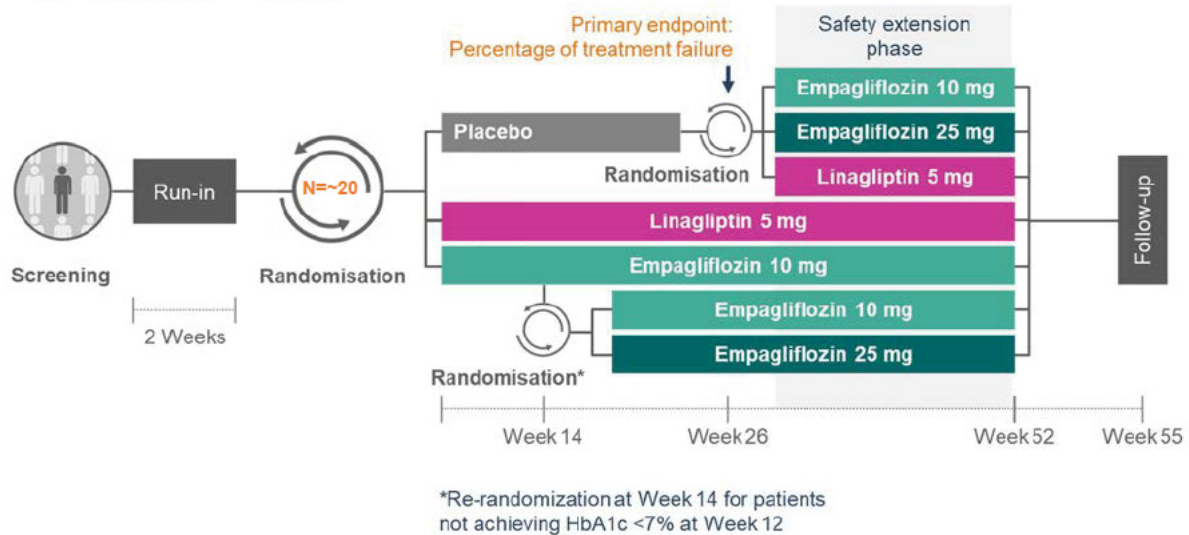 Primary endpoint:
Percentage of treatment failure
Safety extension
phase
Empagliflozin 10 mg
Placebo
Empagliflozin 25 mg
Randomisation
Linagliptin 5 mg
Run-in
N=~20
Linagliptin 5 mg
Follow-up
Screening
Randomisation
Empagliflozin 10 mg
2 Weeks
Empagliflozin 10 mg
Empagliflozin 25 mg
Randomisation*
Week 14
Week 26
Week 52
Week 55
*Re-randomization at Week 14 for patients
not achieving HbA1c <7% at Week 12